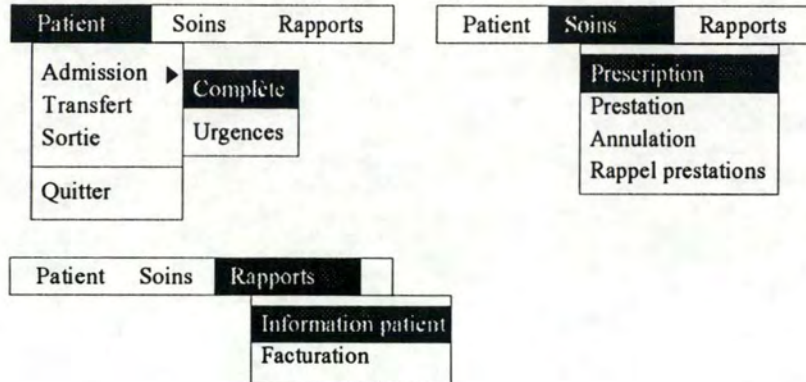 Patient Soins Rapports
Admission
Transfert
Sortie
Quitter
Complète
Urgences
Patient Soins Rapports
Prescription
Prestation
Annulation
Rappel prestations
Patient Soins Rapports
Information patient
Facturation